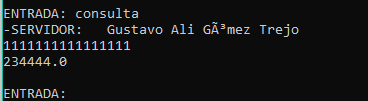 ENTRADA: consulta
-SERVIDOR:   Gustavo Ali GÃ³mez Trejo
1111111111111111
234444.0
ENTRADA: